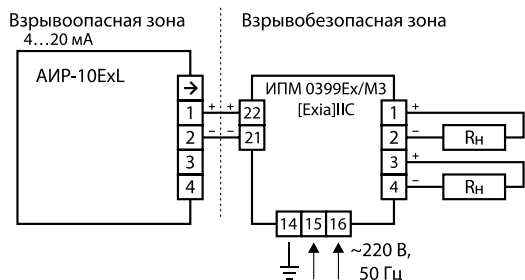 Взрывоопасная зона
Взрывобезопасная зона
4...20 мА
АИР-10ExL
ИПМ 0399Ex/М3
[Exia]IIC
→
1 + + 22
2 – – 21
3
4
1 +
2 – Rн
3 +
4 – Rн
14 15 16
~220 В,
50 Гц